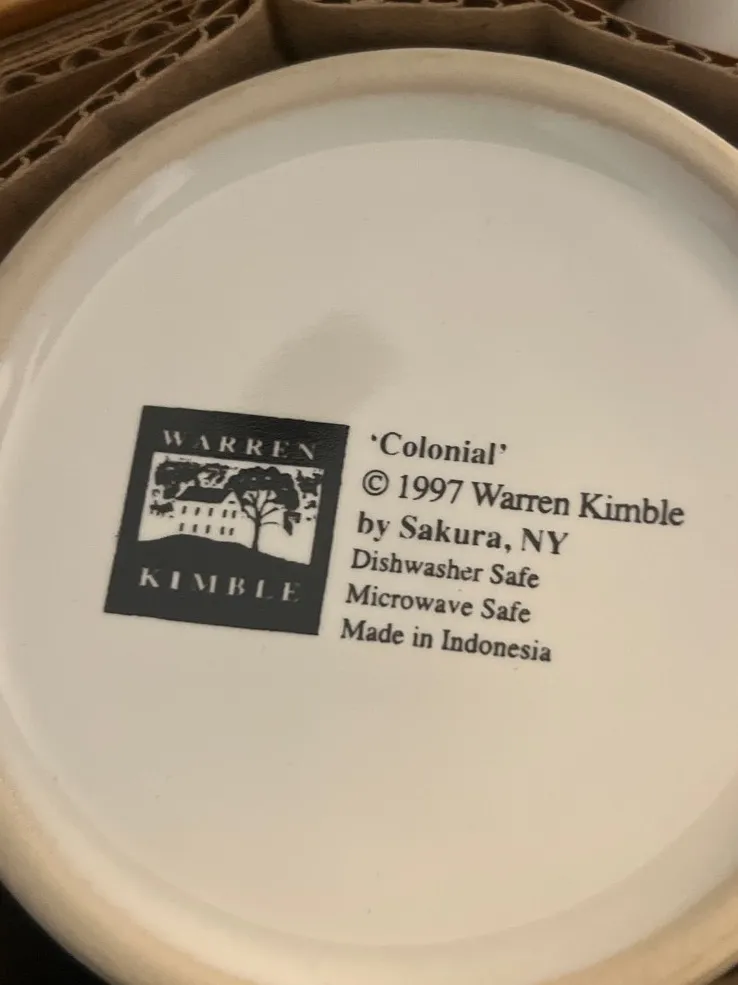 WARREN
KIMBLE
'Colonial'
© 1997 Warren Kimble
by Sakura, NY
Dishwasher Safe
Microwave Safe
Made in Indonesia